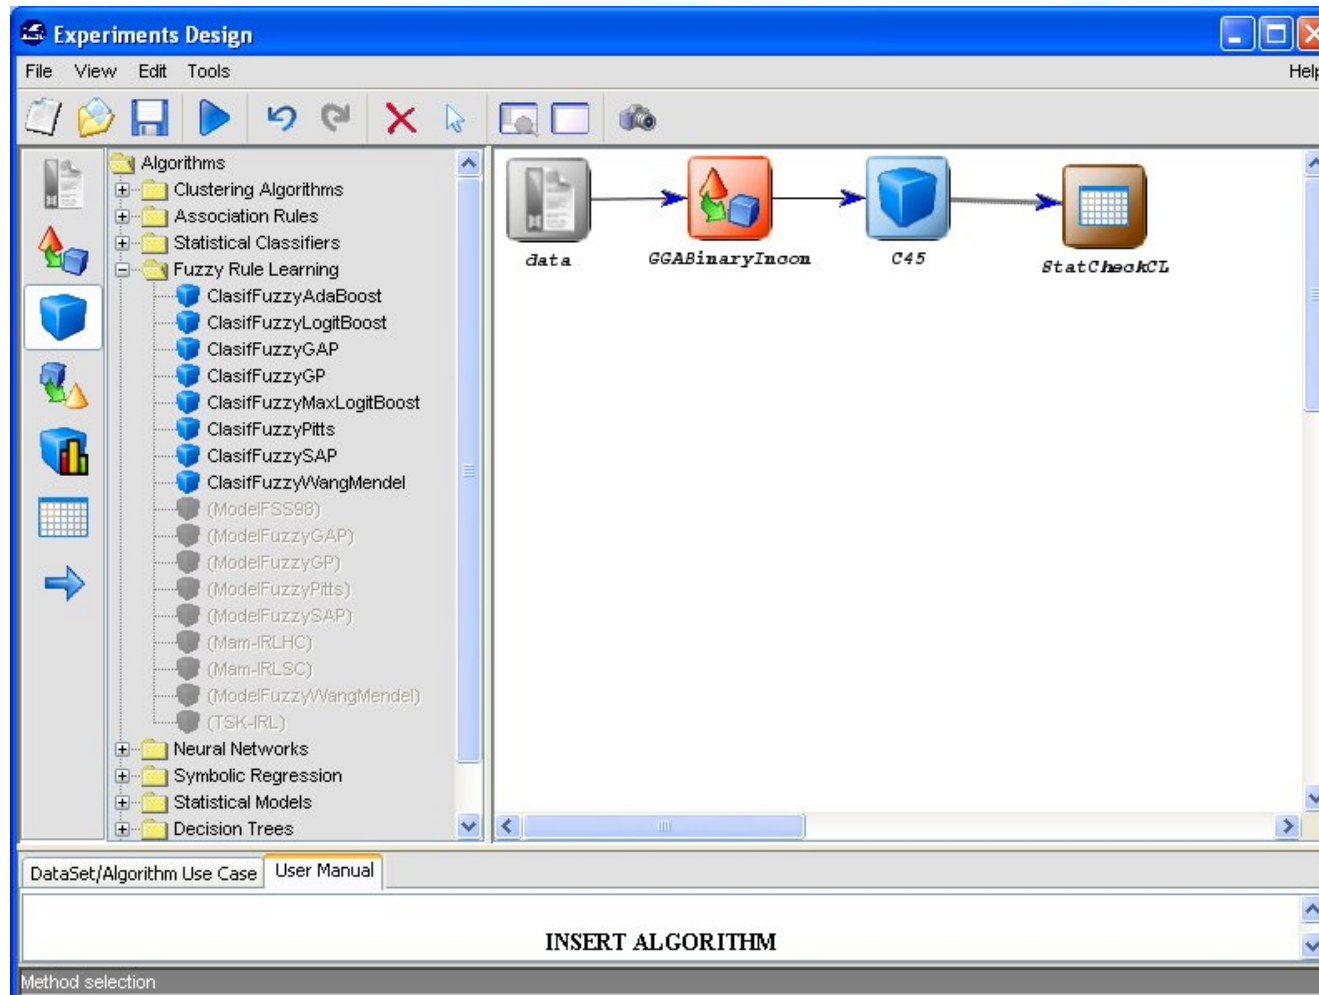 Experiments Design
File View Edit Tools Help
Algorithms
Clustering Algorithms
Association Rules
Statistical Classifiers
Fuzzy Rule Learning
ClasifFuzzyAdaBoost
ClasifFuzzyLogitBoost
ClasifFuzzyGAP
ClasifFuzzyGP
ClasifFuzzyMaxLogitBoost
ClasifFuzzyPitts
ClasifFuzzySAP
ClasifFuzzyWangMendel
(ModelFSS98)
(ModelFuzzyGAP)
(ModelFuzzyGP)
(ModelFuzzyPitts)
(ModelFuzzySAP)
(Mam-IRLHC)
(Mam-IRLSC)
(ModelFuzzyWangMendel)
(TSK-IRL)
Neural Networks
Symbolic Regression
Statistical Models
Decision Trees
data GGABinaryIncon C45 StatCheckCL
DataSet/Algorithm Use Case User Manual
INSERT ALGORITHM
Method selection